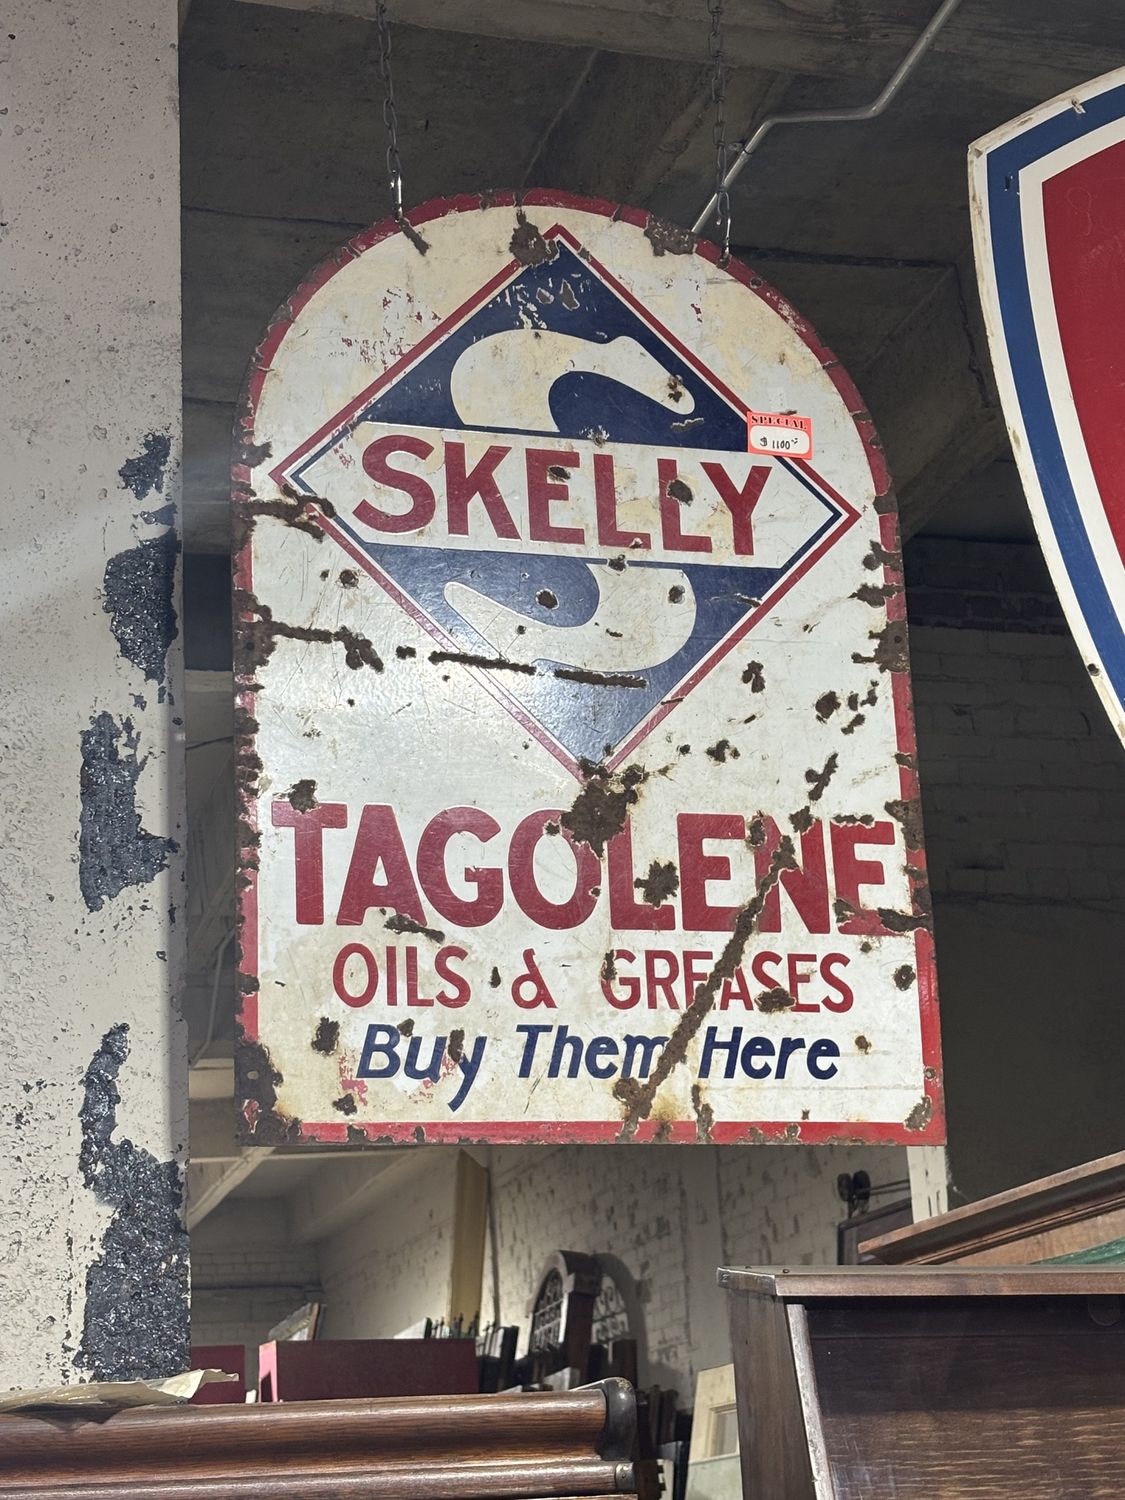 S
SPECIAL
$ 1100
SKELLY
TAGOLENE
OILS & GREASES
Buy Them Here